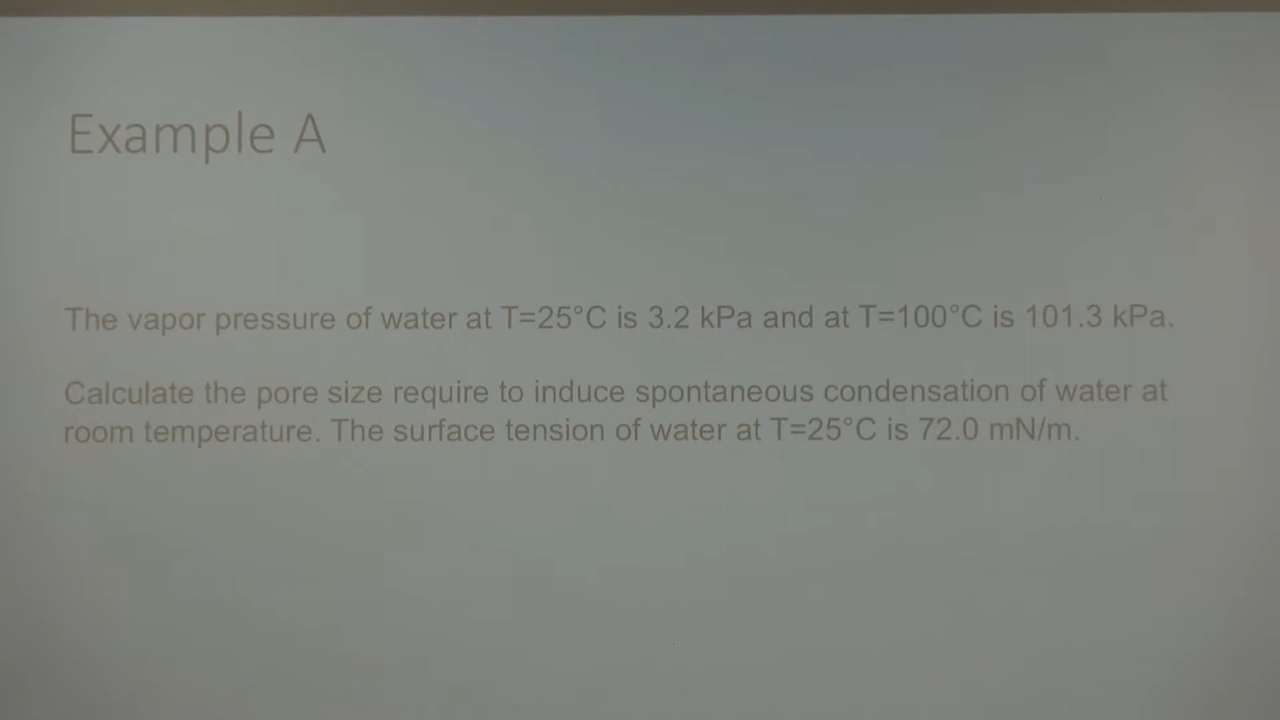 Example A
The vapor pressure of water at T=25°C is 3.2 kPa and at T=100°C is 101.3 kPa.
Calculate the pore size require to induce spontaneous condensation of water at
room temperature. The surface tension of water at T=25°C is 72.0 mN/m.